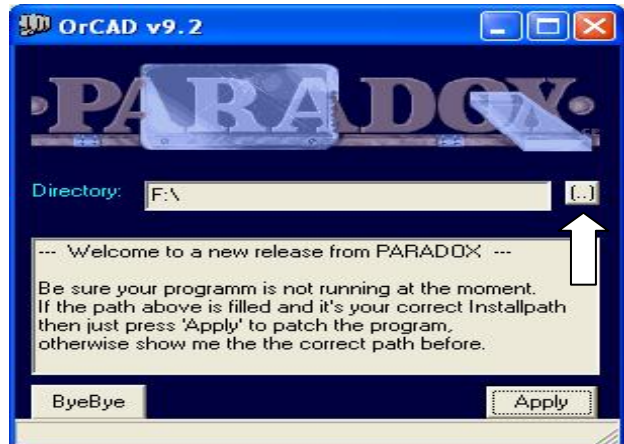 OrCAD v9.2
PARADOX
Directory:
F:\
(..)
--- Welcome to a new release from PARADOX ---
Be sure your programm is not running at the moment.
If the path above is filled and it's your correct Installpath
then just press 'Apply' to patch the program,
otherwise show me the the correct path before.
ByeBye
Apply